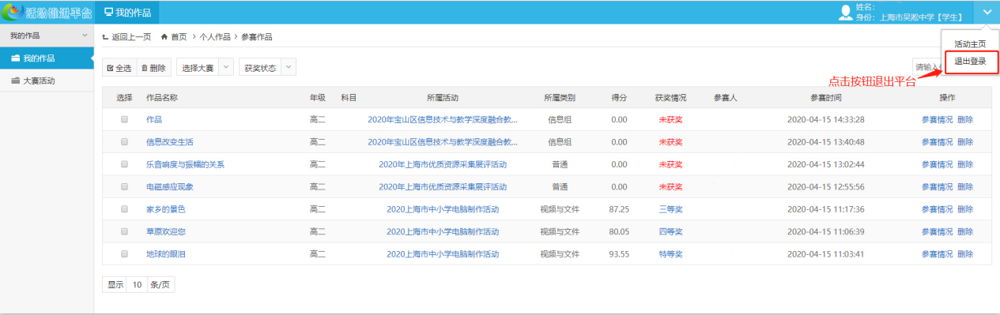 活动推进平台 我的作品 姓名:
身份: 上海市吴淞中学【学生】
我的作品 返回上一页 首页 > 个人作品 > 参赛作品 活动主页
我的作品 全选 删除 选择大赛 获奖状态 请输入 退出登录
大赛活动 点击按钮退出平台
选择 作品名称 年级 科目 所属活动 所属类别 得分 获奖情况 参赛人 参赛时间 操作
作品 高二 2020年宝山区信息技术与教学深度融合教... 信息组 0.00 未获奖 2020-04-15 14:33:28 参赛情况 删除
信息改变生活 高二 2020年宝山区信息技术与教学深度融合教... 信息组 0.00 未获奖 2020-04-15 13:40:48 参赛情况 删除
乐音响度与振幅的关系 高二 2020年上海市优质资源采集展评活动 普通 0.00 未获奖 2020-04-15 13:02:44 参赛情况 删除
电磁感应现象 高二 2020年上海市优质资源采集展评活动 普通 0.00 未获奖 2020-04-15 12:55:56 参赛情况 删除
家乡的景色 高二 2020上海市中小学电脑制作活动 视频与文件 87.25 三等奖 2020-04-15 11:17:36 参赛情况 删除
草原欢迎您 高二 2020上海市中小学电脑制作活动 视频与文件 80.05 四等奖 2020-04-15 11:06:39 参赛情况 删除
地球的眼泪 高二 2020上海市中小学电脑制作活动 视频与文件 93.55 特等奖 2020-04-15 11:03:41 参赛情况 删除
显示 10 条/页